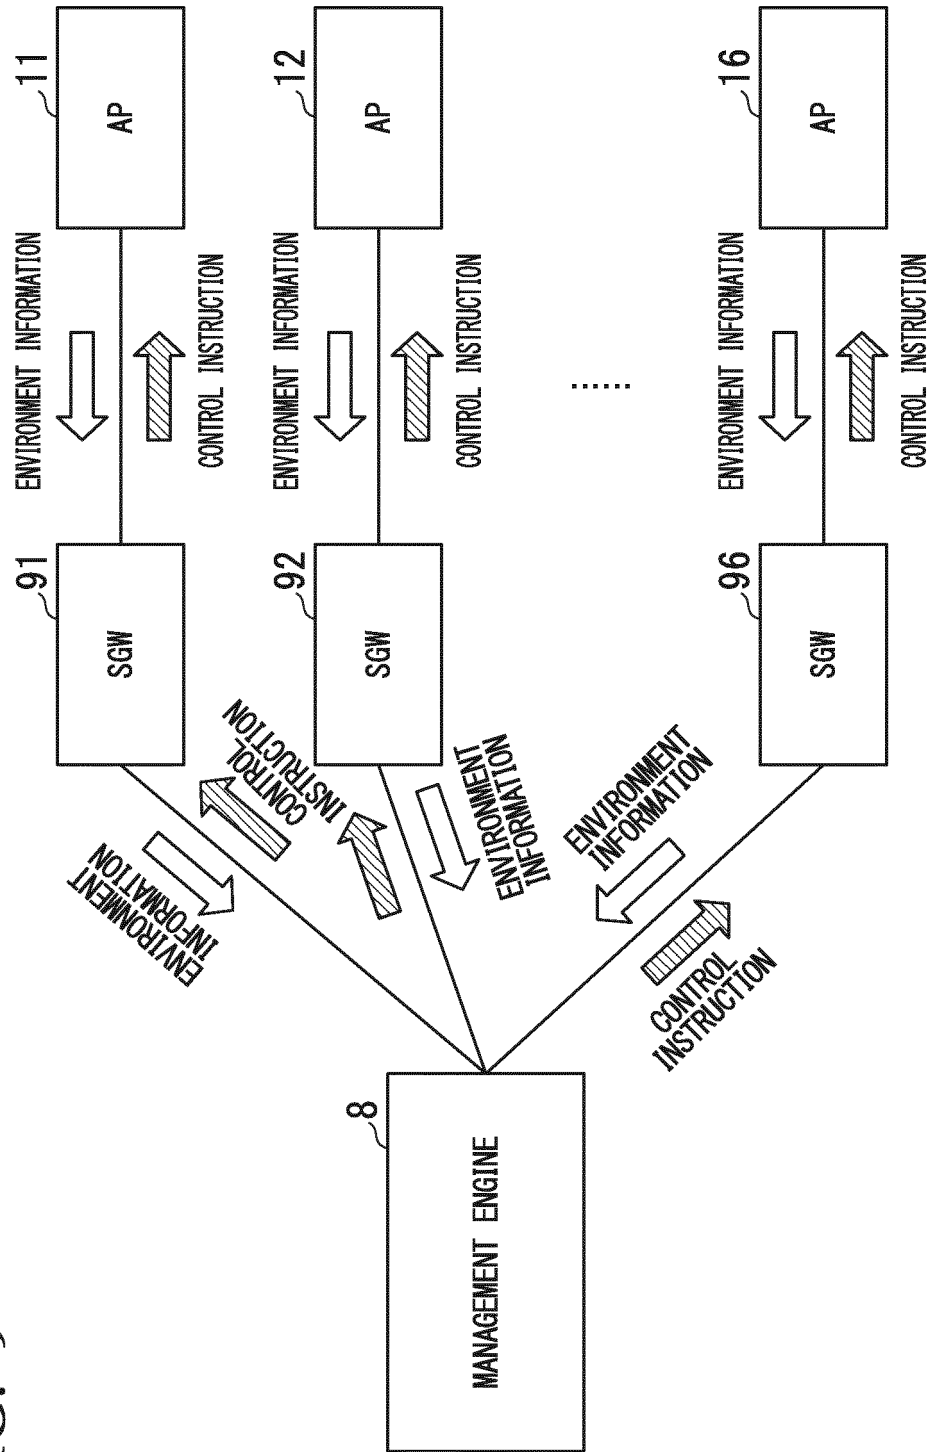 8
MANAGEMENT ENGINE
ENVIRONMENT
INFORMATION
CONTROL
INSTRUCTION
91
SGW
ENVIRONMENT INFORMATION
CONTROL INSTRUCTION
11
AP
ENVIRONMENT
INFORMATION
CONTROL
INSTRUCTION
92
SGW
ENVIRONMENT INFORMATION
CONTROL INSTRUCTION
12
AP
......
ENVIRONMENT
INFORMATION
CONTROL
INSTRUCTION
96
SGW
ENVIRONMENT INFORMATION
CONTROL INSTRUCTION
16
AP